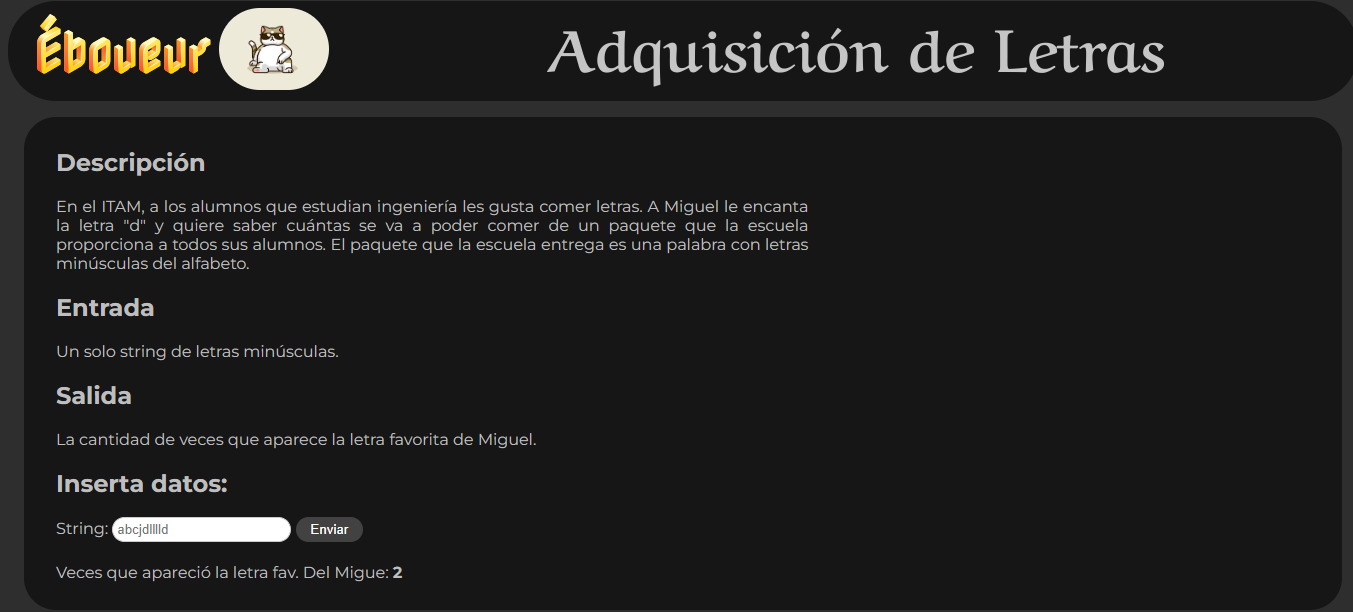 Éboueur
Adquisición de Letras
Descripción
En el ITAM, a los alumnos que estudian ingeniería les gusta comer letras. A Miguel le encanta
la letra "d" y quiere saber cuántas se va a poder comer de un paquete que la escuela
proporciona a todos sus alumnos. El paquete que la escuela entrega es una palabra con letras
minúsculas del alfabeto.
Entrada
Un solo string de letras minúsculas.
Salida
La cantidad de veces que aparece la letra favorita de Miguel.
Inserta datos:
String: abcjdlllld Enviar
Veces que apareció la letra fav. Del Migue: 2